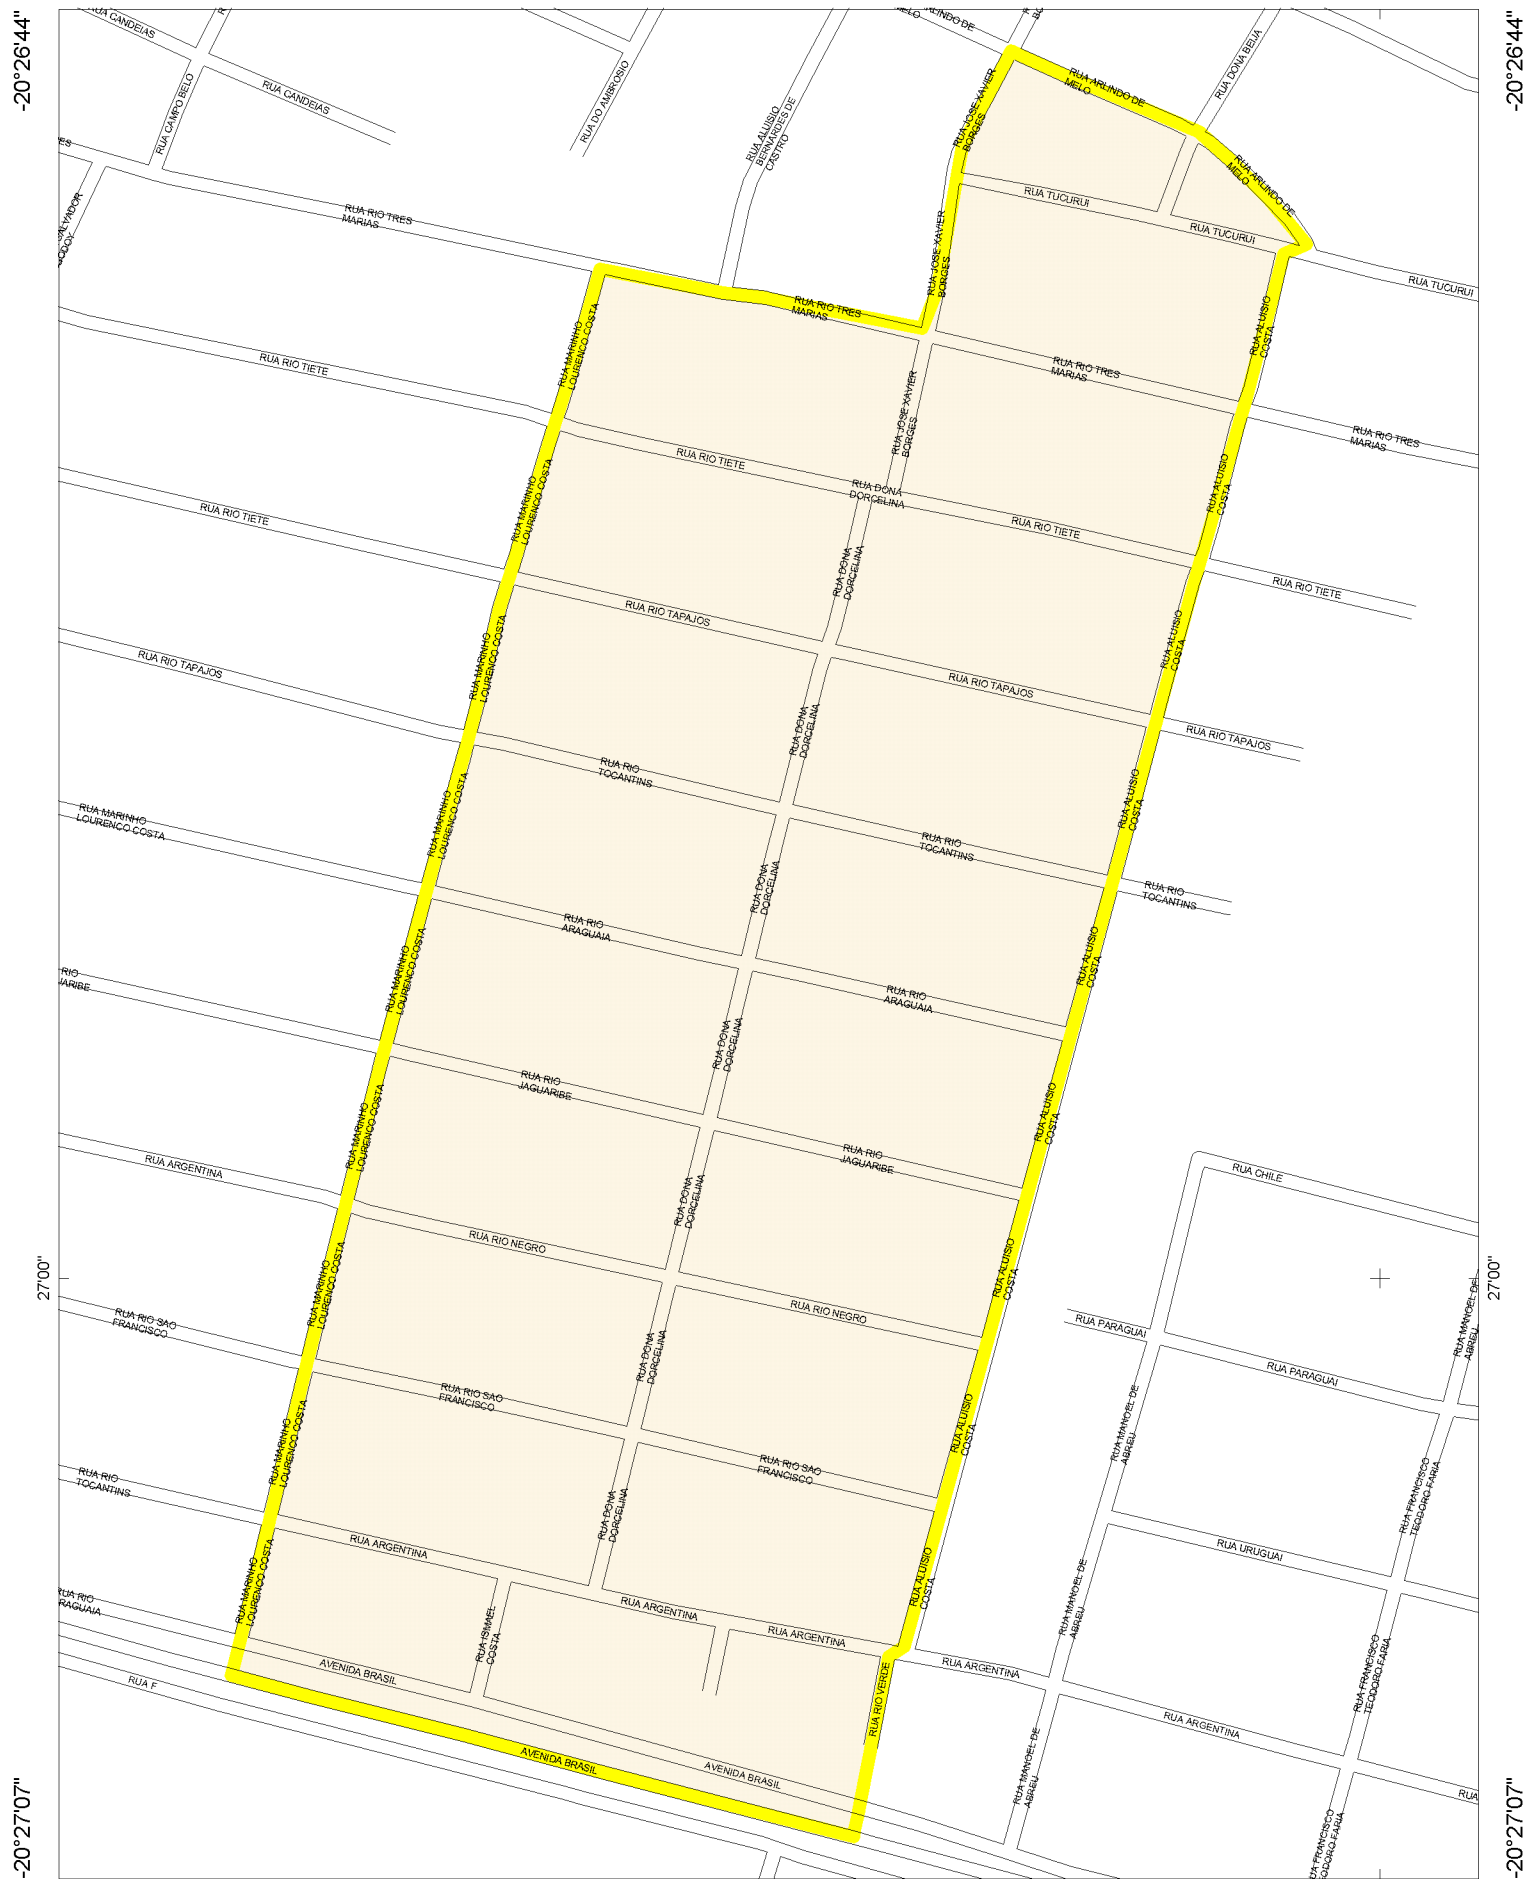 -20°26'44"
-20°26'44"
RUA CANDEIAS
RUA CAMPO BELO
RUA CANDEIAS
RUA DO AMBROSIO
RUA ALUISIO
BERNARDES DE
CASTRO
RUA JOSE XAVIER
BORGES
RUA ARLINDO DE
MELO
RUA DONA BEIJA
RUA ARLINDO DE
MELO
RUA TUCURUI
RUA TUCURUI
RUA TUCURUI
RUA RIO TRES
MARIAS
RUA JOSE XAVIER
BORGES
RUA RIO TRES
MARIAS
RUA ALUISIO
COSTA
RUA MARINHO
LOURENCO COSTA
RUA RIO TIETE
RUA RIO TRES
MARIAS
RUA JOSE XAVIER
BORGES
RUA RIO TRES
MARIAS
RUA RIO TIETE
RUA DONA
DORCELINA
RUA ALUISIO
COSTA
RUA MARINHO
LOURENCO COSTA
RUA RIO TIETE
RUA RIO TIETE
RUA DONA
DORCELINA
RUA RIO TIETE
RUA RIO TAPAJOS
RUA ALUISIO
COSTA
RUA MARINHO
LOURENCO COSTA
RUA RIO TAPAJOS
RUA RIO TAPAJOS
RUA DONA
DORCELINA
RUA RIO TAPAJOS
RUA RIO
TOCANTINS
RUA ALUISIO
COSTA
RUA MARINHO
LOURENCO COSTA
RUA MARINHO
LOURENCO COSTA
RUA RIO
TOCANTINS
RUA DONA
DORCELINA
RUA RIO
TOCANTINS
RUA RIO
ARAGUAIA
RUA ALUISIO
COSTA
RUA MARINHO
LOURENCO COSTA
RIO
JARIBE
RUA RIO
ARAGUAIA
RUA DONA
DORCELINA
RUA RIO
JAGUARIBE
RUA ALUISIO
COSTA
RUA MARINHO
LOURENCO COSTA
RUA ARGENTINA
RUA RIO
JAGUARIBE
RUA CHILE
RUA DONA
DORCELINA
RUA RIO NEGRO
RUA ALUISIO
COSTA
27'00"
27'00"
RUA MARINHO
LOURENCO COSTA
RUA RIO SAO
FRANCISCO
RUA RIO NEGRO
RUA PARAGUAI
RUA MANOEL DE
ABREU
RUA DONA
DORCELINA
RUA PARAGUAI
RUA RIO SAO
FRANCISCO
RUA ALUISIO
COSTA
RUA MANOEL DE
ABREU
RUA MARINHO
LOURENCO COSTA
RUA RIO
TOCANTINS
RUA RIO SAO
FRANCISCO
RUA FRANCISCO
TEODORO FARIA
RUA DONA
DORCELINA
RUA ARGENTINA
RUA URUGUAI
RUA ALUISIO
COSTA
RUA MARINHO
LOURENCO COSTA
RUA RIO
RAGUAIA
RUA ISMAEL
COSTA
RUA ARGENTINA
RUA ARGENTINA
RUA MANOEL DE
ABREU
RUA ARGENTINA
RUA FRANCISCO
TEODORO FARIA
RUA F
AVENIDA BRASIL
RUA RIO VERDE
RUA ARGENTINA
AVENIDA BRASIL
AVENIDA BRASIL
RUA MANOEL DE
ABREU
RUA
RUA FRANCISCO
TEODORO FARIA
-20°27'07"
-20°27'07"